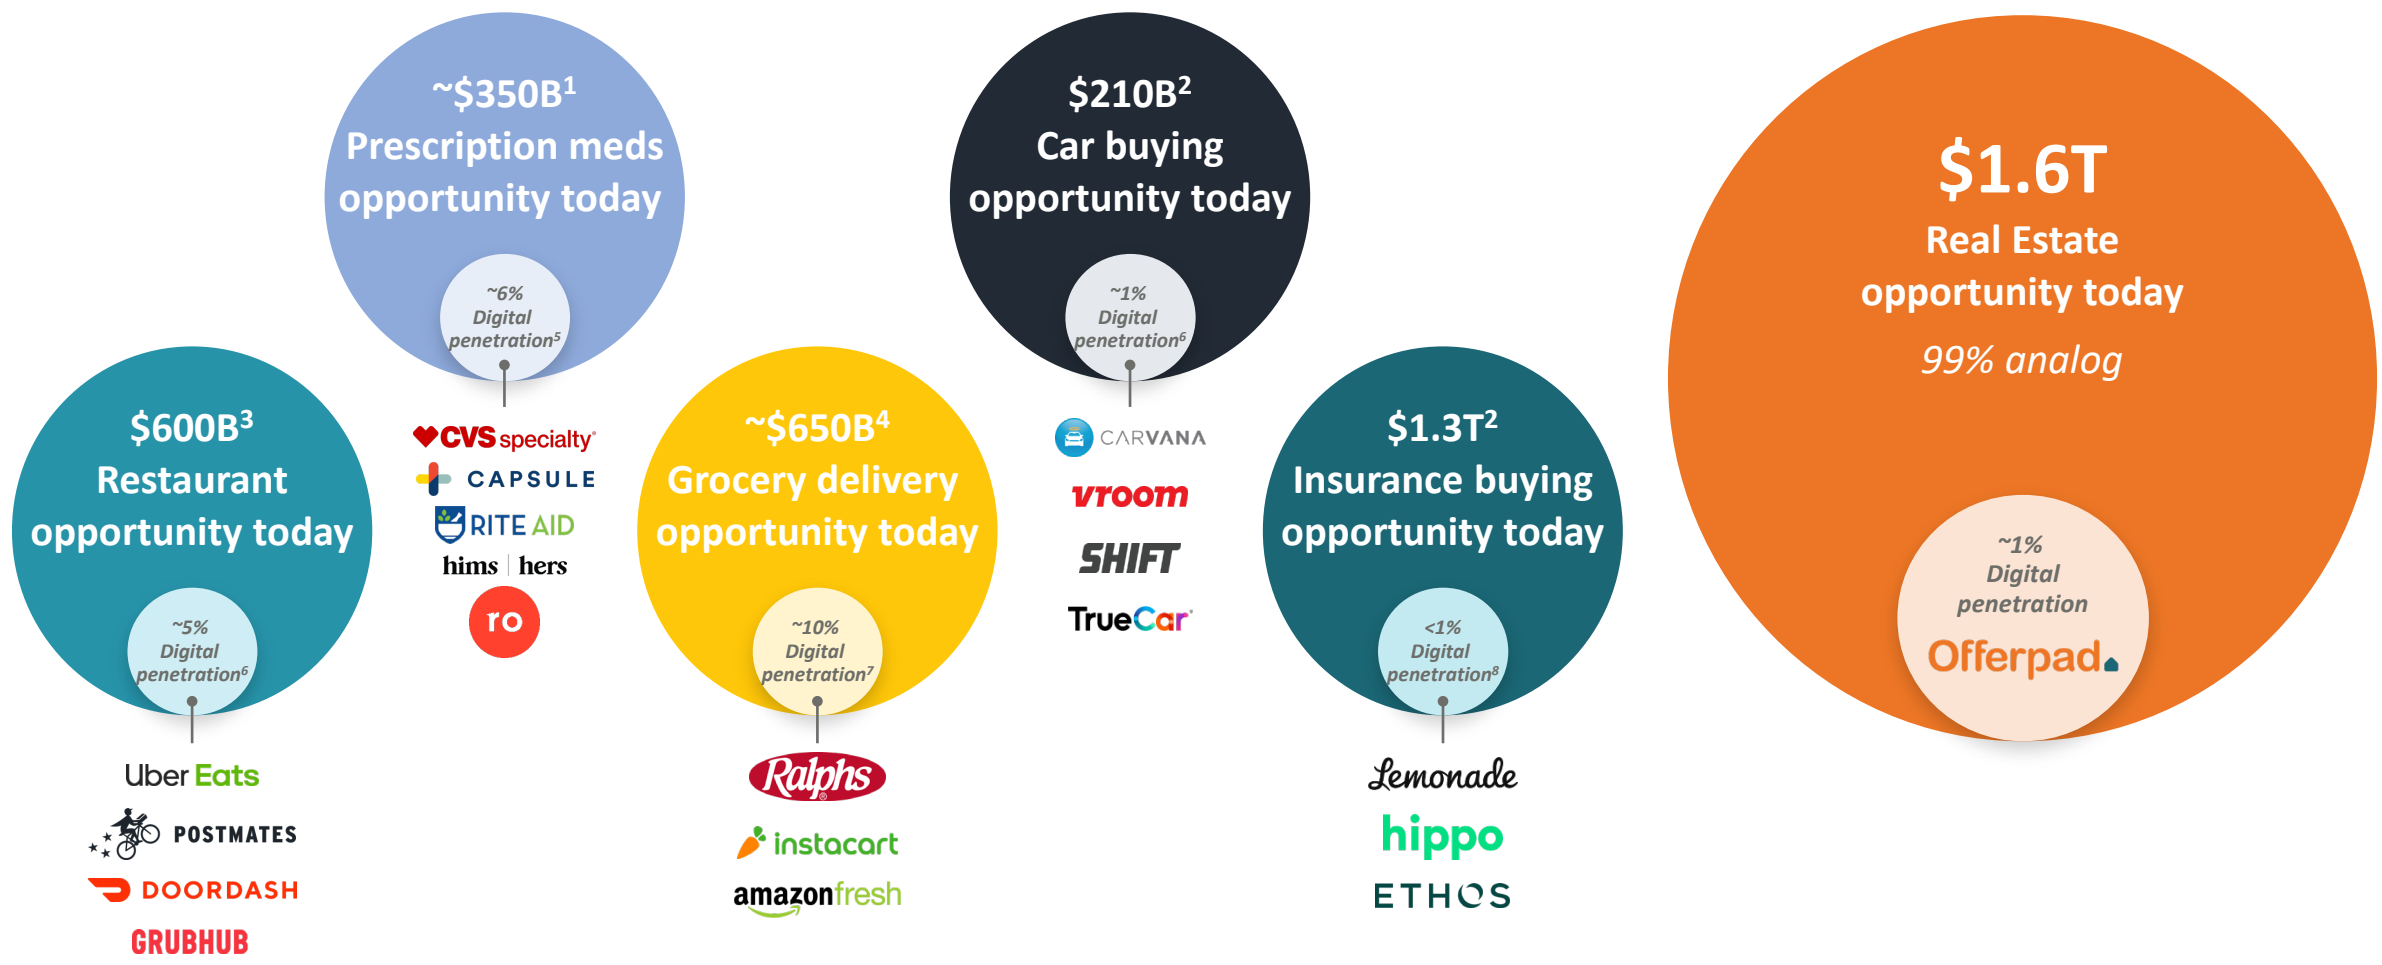 $600B3
Restaurant
opportunity today
~5%
Digital
penetration6
Uber Eats
POSTMATES
DOORDASH
GRUBHUB
~$350B1
Prescription meds
opportunity today
~6%
Digital
penetration5
CVS specialty®
CAPSULE
RITE AID
hims | hers
ro
~$650B4
Grocery delivery
opportunity today
~10%
Digital
penetration7
Ralphs®
instacart
amazonfresh
$210B2
Car buying
opportunity today
~1%
Digital
penetration6
CARVANA
vroom
SHIFT
TrueCar®
$1.3T2
Insurance buying
opportunity today
<1%
Digital
penetration8
Lemonade
hippo
ETHOS
$1.6T
Real Estate
opportunity today
99% analog
~1%
Digital
penetration
Offerpad